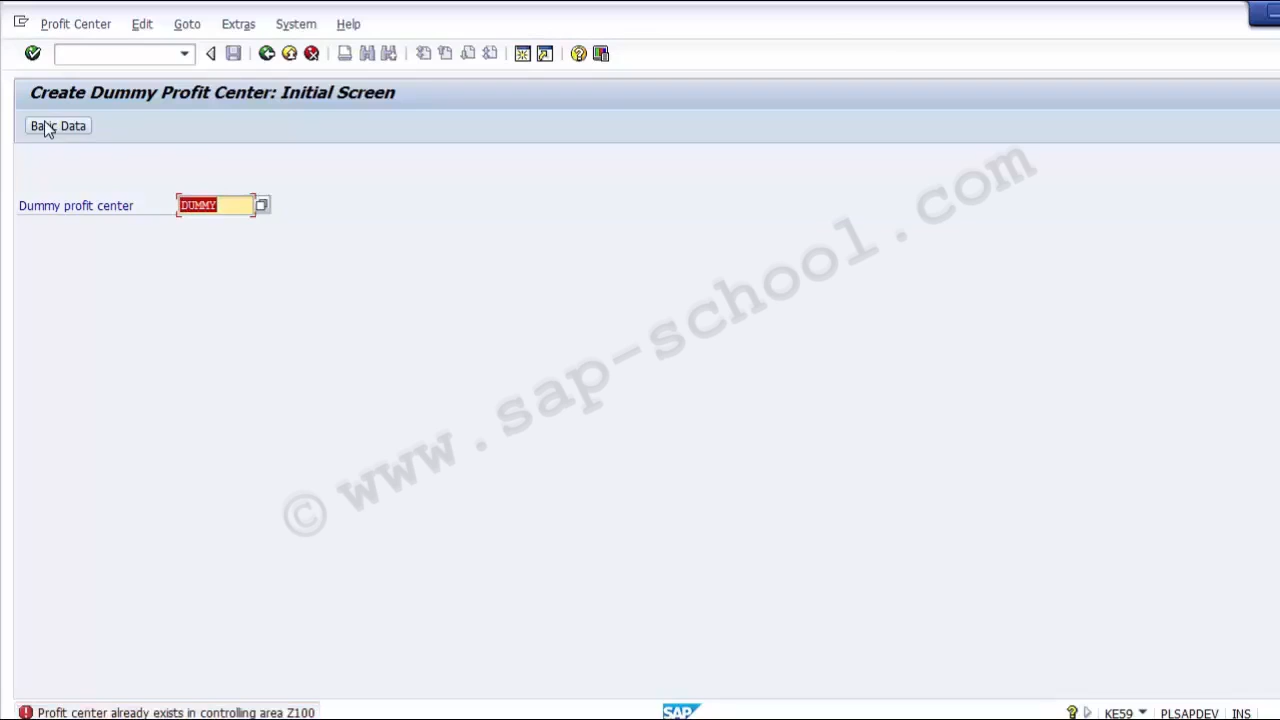 Profit Center Edit Goto Extras System Help
Create Dummy Profit Center: Initial Screen
Basic Data
Dummy profit center DUMMY
© www.sap-school.com
Profit center already exists in controlling area Z100
SAP
KE59 PLSAPDEV INS